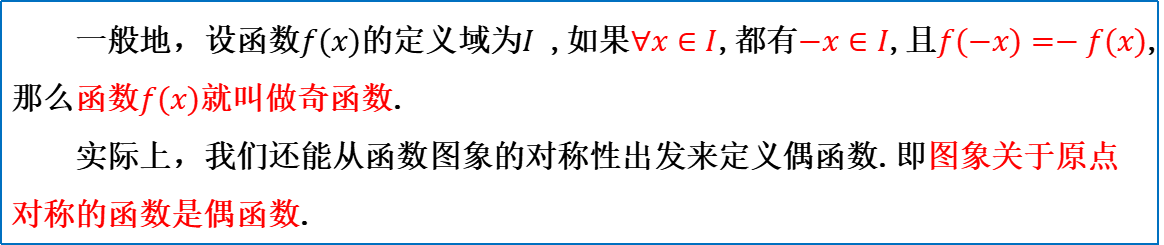 一般地，设函数f(x)的定义域为I ,如果∀x ∈ I,都有−x ∈ I,且f(−x) =− f(x),
那么函数f(x)就叫做奇函数.
实际上，我们还能从函数图象的对称性出发来定义偶函数.即图象关于原点
对称的函数是偶函数.